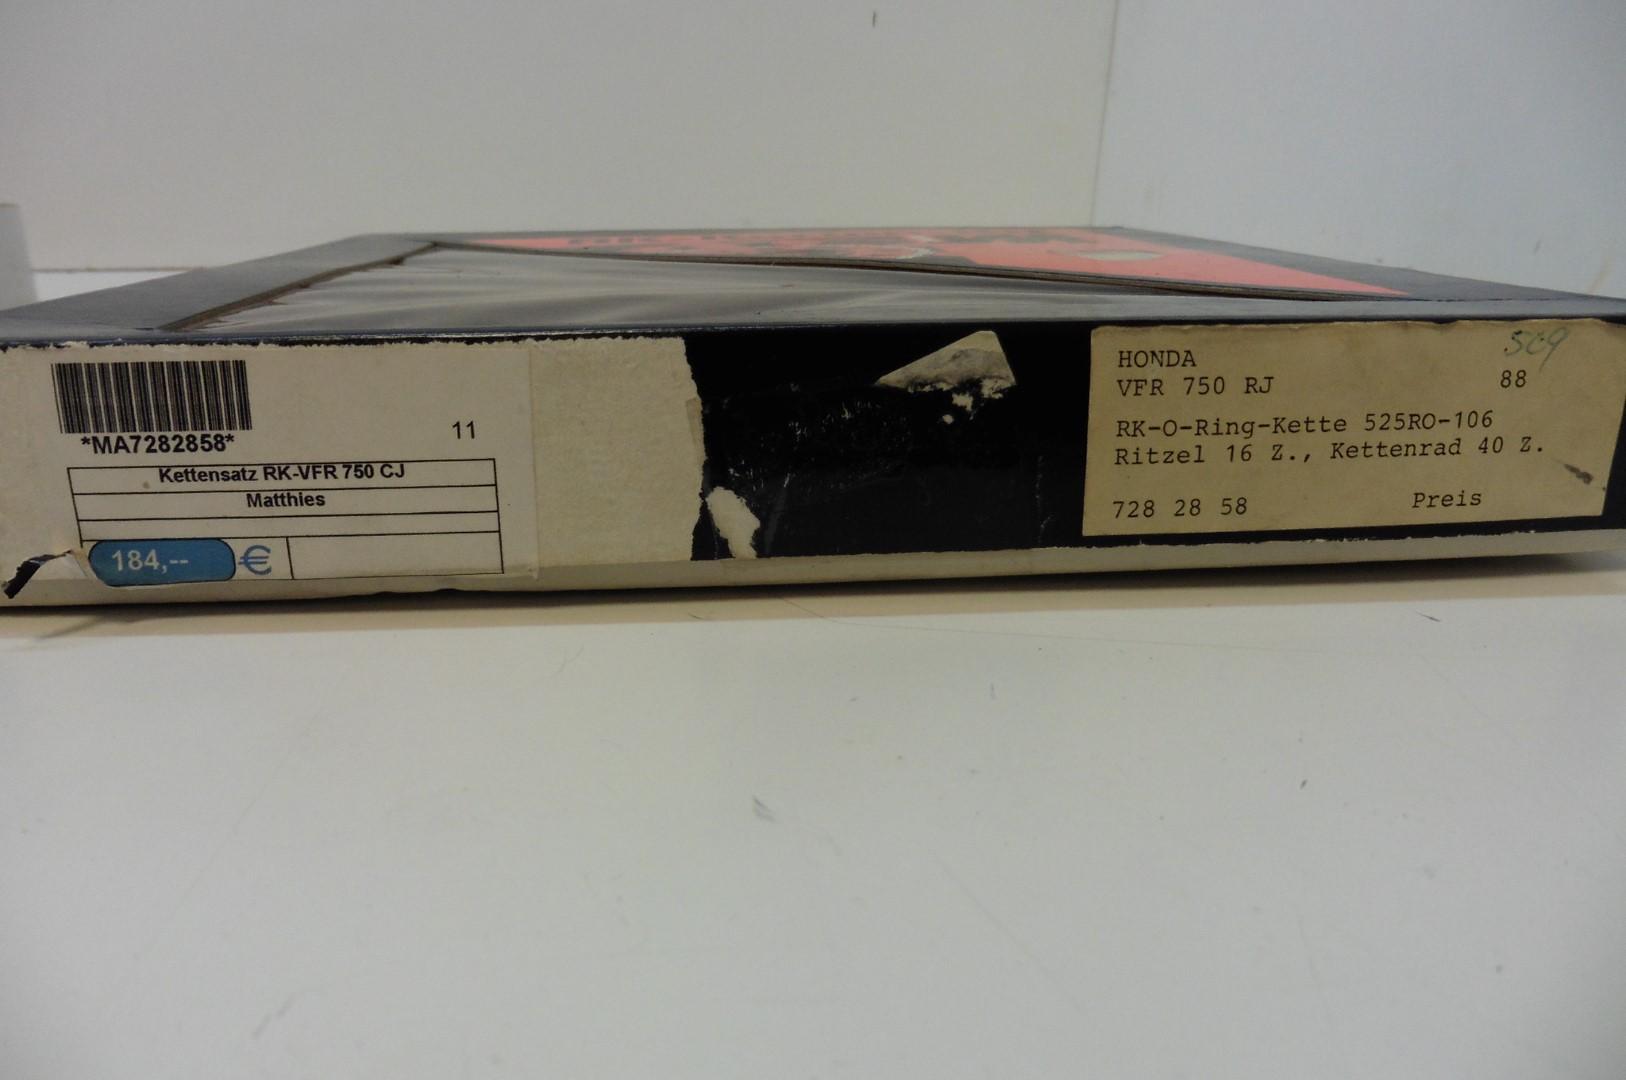 *MA7282858*
11
Kettensatz RK-VFR 750 CJ
Matthies
184,-- €
HONDA
VFR 750 RJ 88
RK-O-Ring-Kette 525RO-106
Ritzel 16 Z., Kettenrad 40 Z.
728 28 58 Preis